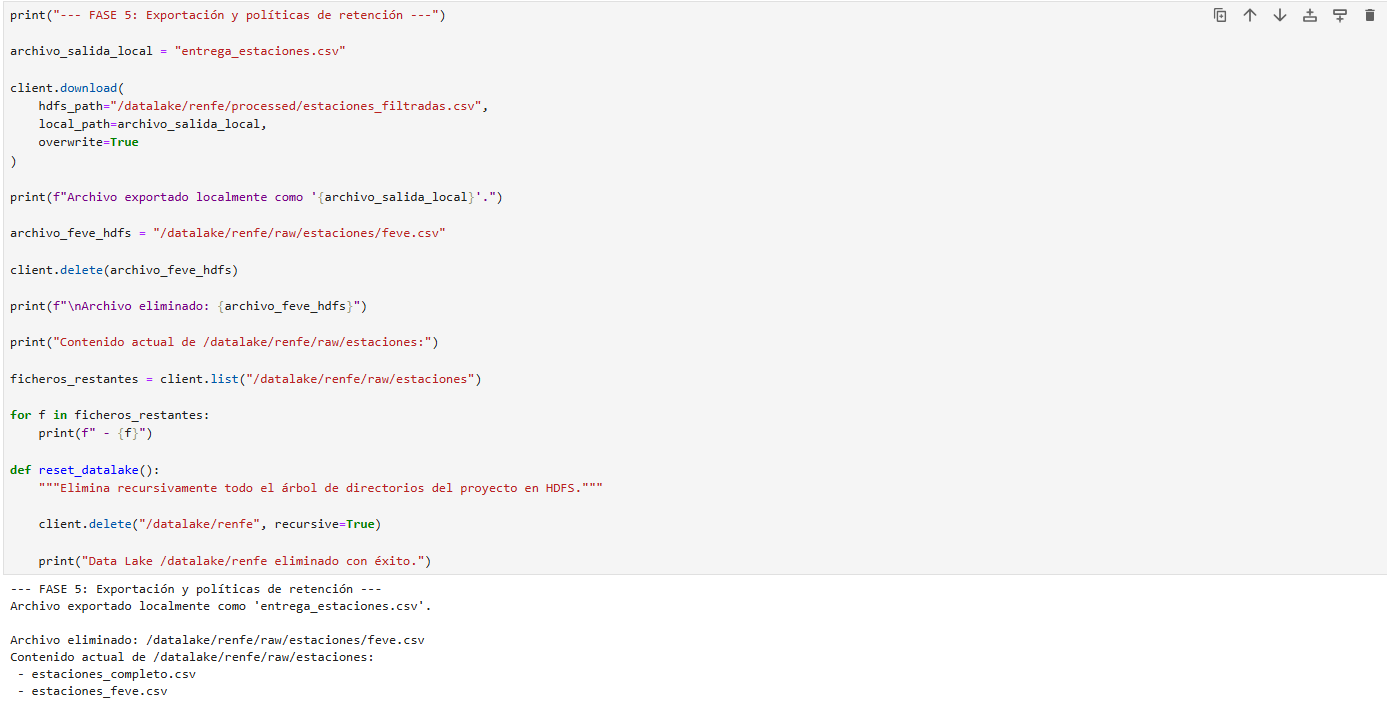 print("--- FASE 5: Exportación y políticas de retención ---")
archivo_salida_local = "entrega_estaciones.csv"
client.download(
    hdfs_path="/datalake/renfe/processed/estaciones_filtradas.csv",
    local_path=archivo_salida_local,
    overwrite=True
)
print(f"Archivo exportado localmente como '{archivo_salida_local}'.")
archivo_feve_hdfs = "/datalake/renfe/raw/estaciones/feve.csv"
client.delete(archivo_feve_hdfs)
print(f"\nArchivo eliminado: {archivo_feve_hdfs}")
print("Contenido actual de /datalake/renfe/raw/estaciones:")
ficheros_restantes = client.list("/datalake/renfe/raw/estaciones")
for f in ficheros_restantes:
    print(f" - {f}")
def reset_datalake():
    """Elimina recursivamente todo el árbol de directorios del proyecto en HDFS."""
    client.delete("/datalake/renfe", recursive=True)
    print("Data Lake /datalake/renfe eliminado con éxito.")
--- FASE 5: Exportación y políticas de retención ---
Archivo exportado localmente como 'entrega_estaciones.csv'.
Archivo eliminado: /datalake/renfe/raw/estaciones/feve.csv
Contenido actual de /datalake/renfe/raw/estaciones:
 - estaciones_completo.csv
 - estaciones_feve.csv